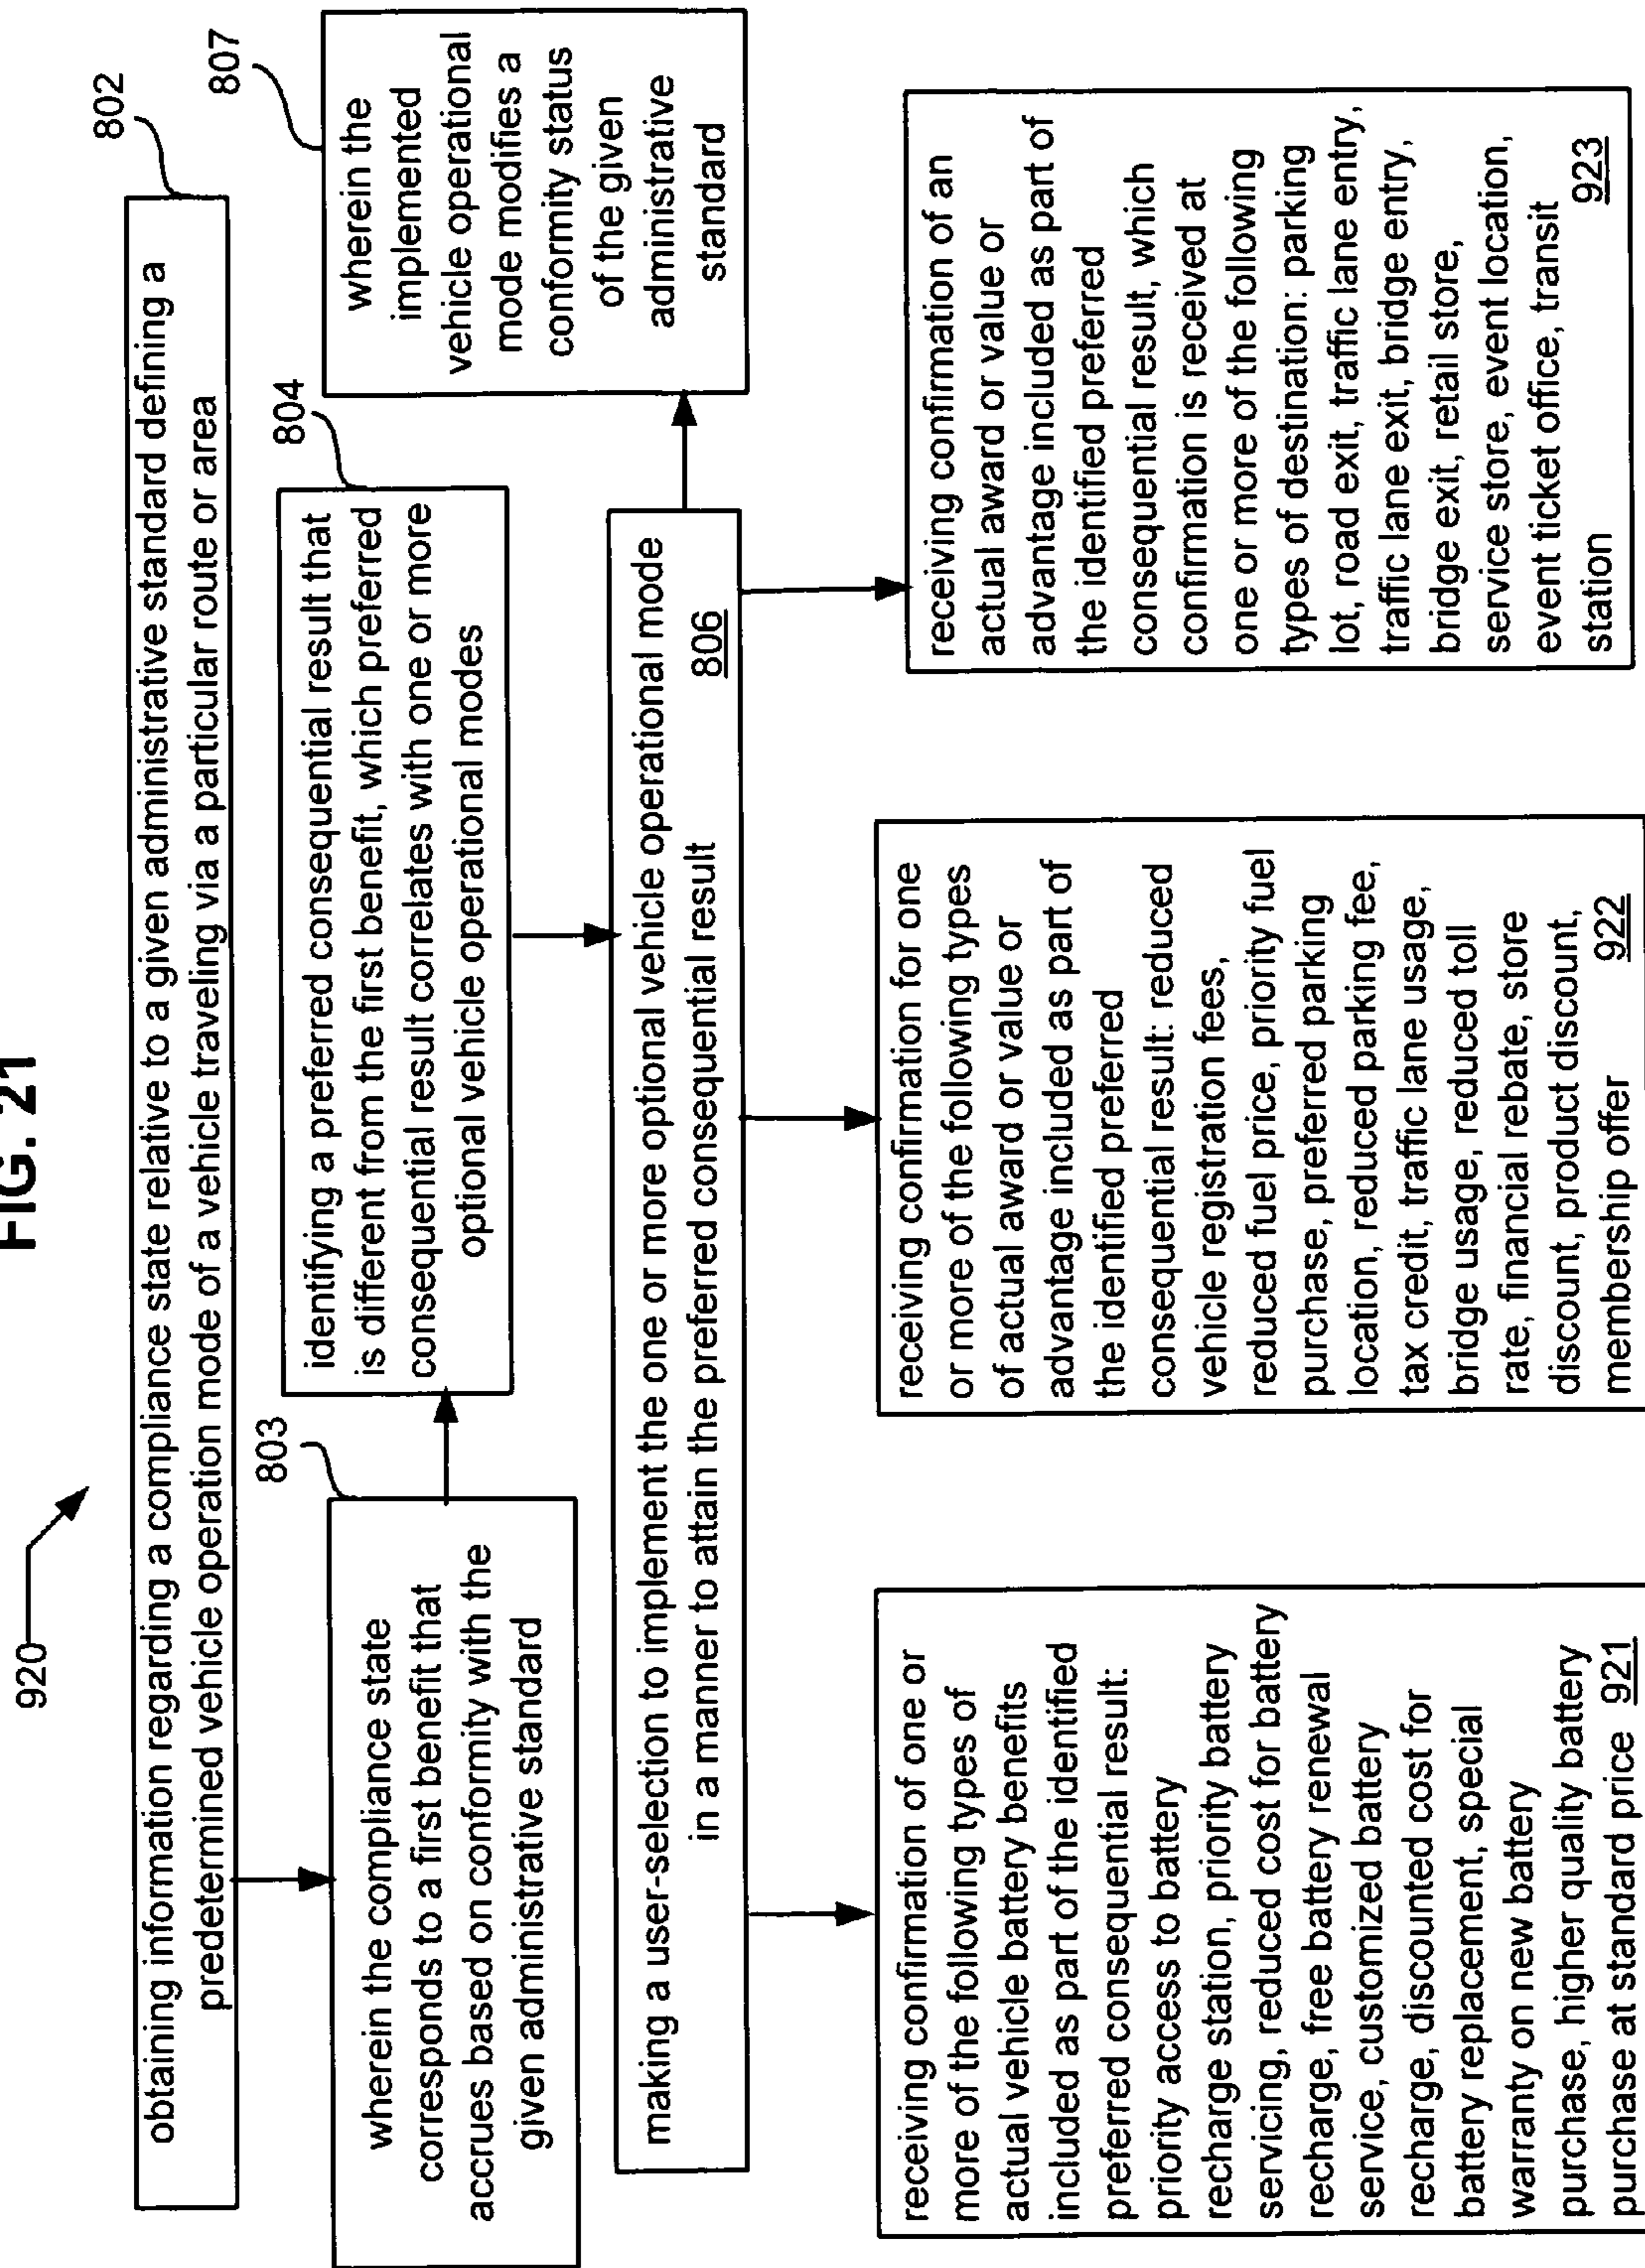 FIG. 21
920
802
obtaining information regarding a compliance state relative to a given administrative standard defining a
predetermined vehicle operation mode of a vehicle traveling via a particular route or area
803
wherein the compliance state
corresponds to a first benefit that
accrues based on conformity with the
given administrative standard
804
identifying a preferred consequential result that
is different from the first benefit, which preferred
consequential result correlates with one or more
optional vehicle operational modes
807
wherein the
implemented
vehicle operational
mode modifies a
conformity status
of the given
administrative
standard
making a user-selection to implement the one or more optional vehicle operational mode
in a manner to attain the preferred consequential result 806
receiving confirmation of one or
more of the following types of
actual vehicle battery benefits
included as part of the identified
preferred consequential result:
priority access to battery
recharge station, priority battery
servicing, reduced cost for battery
recharge, free battery renewal
service, customized battery
recharge, discounted cost for
battery replacement, special
warranty on new battery
purchase, higher quality battery
purchase at standard price 921
receiving confirmation for one
or more of the following types
of actual award or value or
advantage included as part of
the identified preferred
consequential result: reduced
vehicle registration fees,
reduced fuel price, priority fuel
purchase, preferred parking
location, reduced parking fee,
tax credit, traffic lane usage,
bridge usage, reduced toll
rate, financial rebate, store
discount, product discount,
membership offer 922
receiving confirmation of an
actual award or value or
advantage included as part of
the identified preferred
consequential result, which
confirmation is received at
one or more of the following
types of destination: parking
lot, road exit, traffic lane entry,
traffic lane exit, bridge entry,
bridge exit, retail store,
service store, event location,
event ticket office, transit
station 923